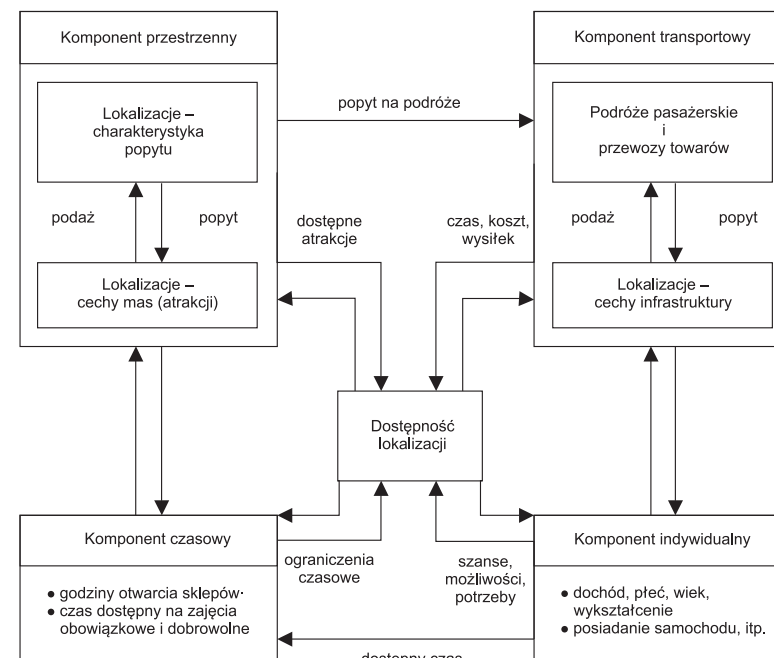 Komponent przestrzenny
Lokalizacje –
charakterystyka
popytu
podaż
popyt
Lokalizacje –
cechy mas (atrakcji)
popyt na podróże
dostępne
atrakcje
czas, koszt,
wysiłek
Komponent transportowy
Podróże pasażerskie
i
przewozy towarów
podaż
popyt
Lokalizacje –
cechy infrastruktury
Dostępność
lokalizacji
Komponent czasowy
● godziny otwarcia sklepów·
● czas dostępny na zajęcia
obowiązkowe i dobrowolne
ograniczenia
czasowe
szanse,
możliwości,
potrzeby
Komponent indywidualny
● dochód, płeć, wiek,
wykształcenie
● posiadanie samochodu, itp.
dostępny czas